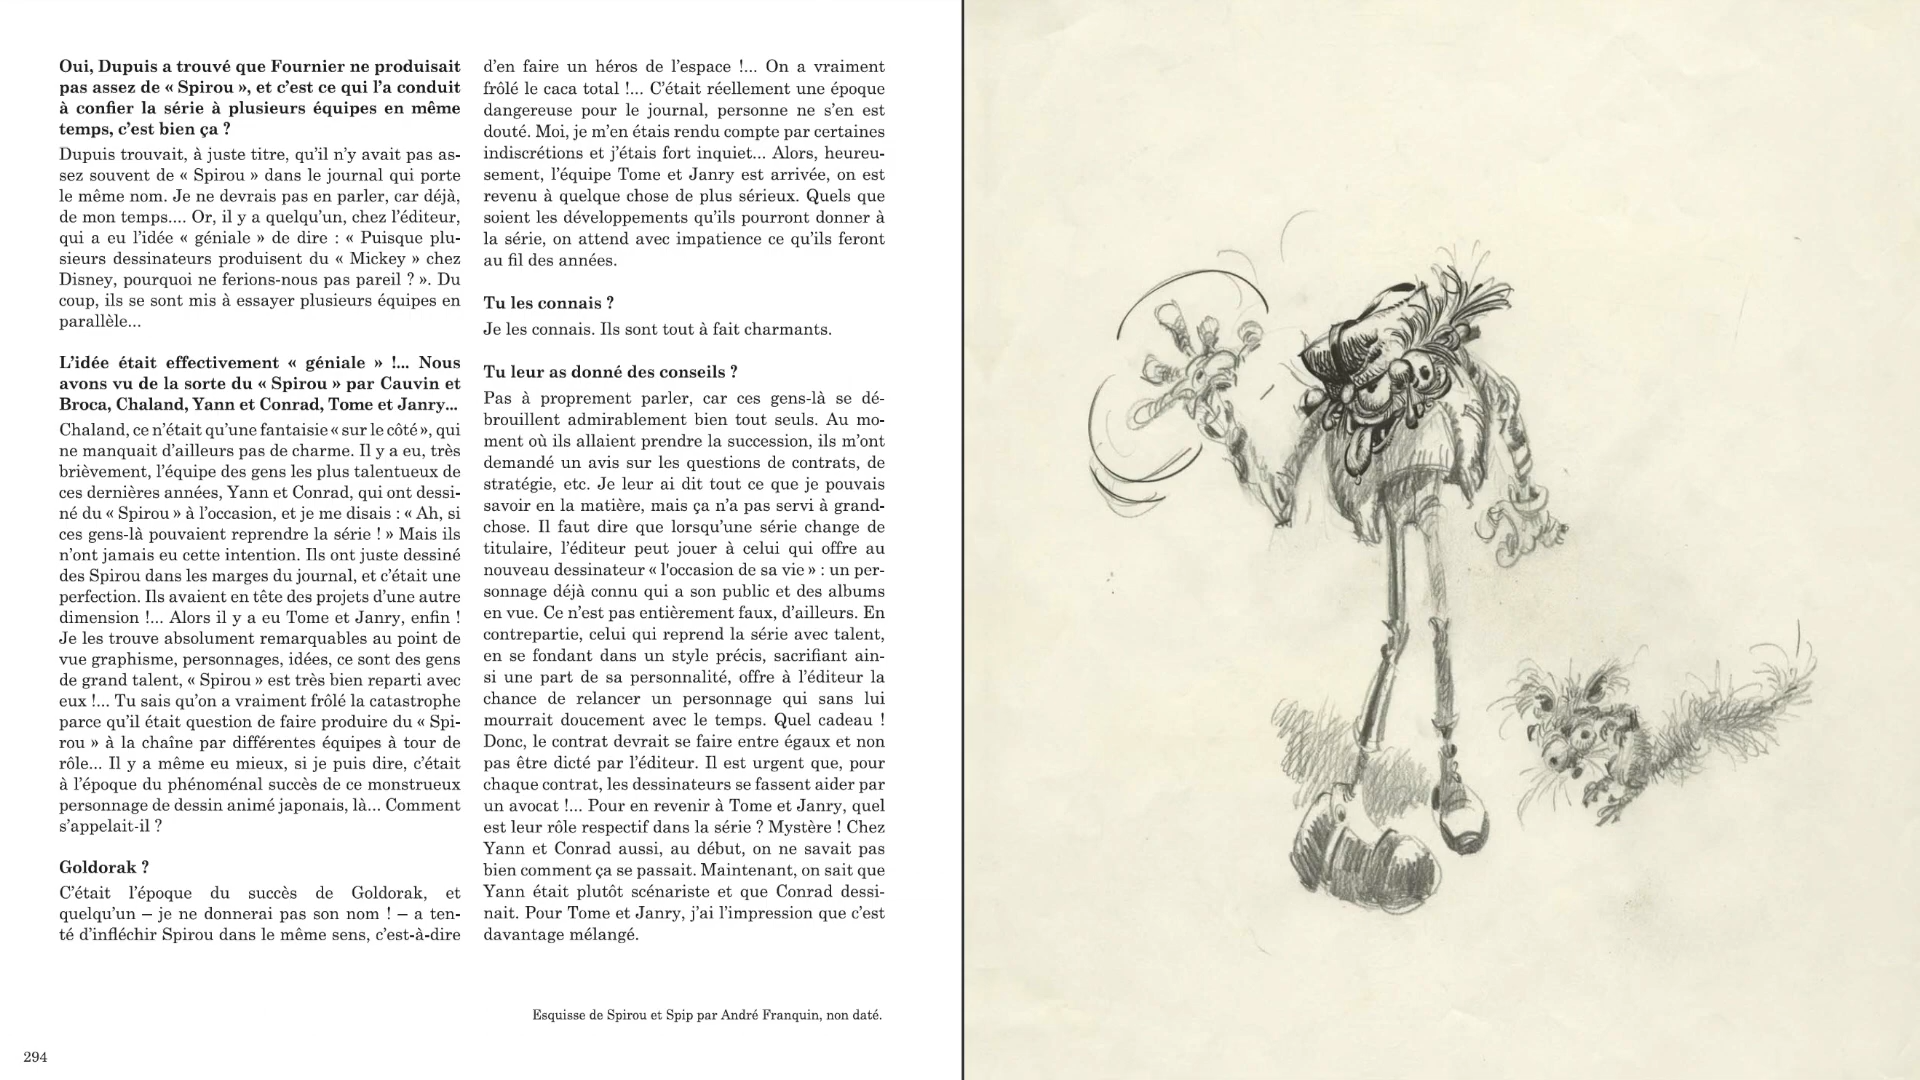 Oui, Dupuis a trouvé que Fournier ne produisait
pas assez de « Spirou », et c’est ce qui l’a conduit
à confier la série à plusieurs équipes en même
temps, c’est bien ça ?
Dupuis trouvait, à juste titre, qu’il n’y avait pas as-
sez souvent de « Spirou » dans le journal qui porte
le même nom. Je ne devrais pas en parler, car déjà,
de mon temps.... Or, il y a quelqu’un, chez l’éditeur,
qui a eu l’idée « géniale » de dire : « Puisque plu-
sieurs dessinateurs produisent du « Mickey » chez
Disney, pourquoi ne ferions-nous pas pareil ? ». Du
coup, ils se sont mis à essayer plusieurs équipes en
parallèle...
L’idée était effectivement « géniale » !... Nous
avons vu de la sorte du « Spirou » par Cauvin et
Broca, Chaland, Yann et Conrad, Tome et Janry...
Chaland, ce n’était qu’une fantaisie « sur le côté », qui
ne manquait d’ailleurs pas de charme. Il y a eu, très
brièvement, l’équipe des gens les plus talentueux de
ces dernières années, Yann et Conrad, qui ont dessi-
né du « Spirou » à l’occasion, et je me disais : « Ah, si
ces gens-là pouvaient reprendre la série ! » Mais ils
n’ont jamais eu cette intention. Ils ont juste dessiné
des Spirou dans les marges du journal, et c’était une
perfection. Ils avaient en tête des projets d’une autre
dimension !... Alors il y a eu Tome et Janry, enfin !
Je les trouve absolument remarquables au point de
vue graphisme, personnages, idées, ce sont des gens
de grand talent, « Spirou » est très bien reparti avec
eux !... Tu sais qu’on a vraiment frôlé la catastrophe
parce qu’il était question de faire produire du « Spi-
rou » à la chaîne par différentes équipes à tour de
rôle... Il y a même eu mieux, si je puis dire, c’était
à l’époque du phénoménal succès de ce monstrueux
personnage de dessin animé japonais, là... Comment
s’appelait-il ?
Goldorak ?
C’était l’époque du succès de Goldorak, et
quelqu’un – je ne donnerai pas son nom ! – a ten-
té d’infléchir Spirou dans le même sens, c’est-à-dire
d’en faire un héros de l’espace !... On a vraiment
frôlé le caca total !... C’était réellement une époque
dangereuse pour le journal, personne ne s’en est
douté. Moi, je m’en étais rendu compte par certaines
indiscrétions et j’étais fort inquiet... Alors, heureu-
sement, l’équipe Tome et Janry est arrivée, on est
revenu à quelque chose de plus sérieux. Quels que
soient les développements qu’ils pourront donner à
la série, on attend avec impatience ce qu’ils feront
au fil des années.
Tu les connais ?
Je les connais. Ils sont tout à fait charmants.
Tu leur as donné des conseils ?
Pas à proprement parler, car ces gens-là se dé-
brouillent admirablement bien tout seuls. Au mo-
ment où ils allaient prendre la succession, ils m’ont
demandé un avis sur les questions de contrats, de
stratégie, etc. Je leur ai dit tout ce que je pouvais
savoir en la matière, mais ça n’a pas servi à grand-
chose. Il faut dire que lorsqu’une série change de
titulaire, l’éditeur peut jouer à celui qui offre au
nouveau dessinateur « l'occasion de sa vie » : un per-
sonnage déjà connu qui a son public et des albums
en vue. Ce n’est pas entièrement faux, d’ailleurs. En
contrepartie, celui qui reprend la série avec talent,
en se fondant dans un style précis, sacrifiant ain-
si une part de sa personnalité, offre à l’éditeur la
chance de relancer un personnage qui sans lui
mourrait doucement avec le temps. Quel cadeau !
Donc, le contrat devrait se faire entre égaux et non
pas être dicté par l’éditeur. Il est urgent que, pour
chaque contrat, les dessinateurs se fassent aider par
un avocat !... Pour en revenir à Tome et Janry, quel
est leur rôle respectif dans la série ? Mystère ! Chez
Yann et Conrad aussi, au début, on ne savait pas
bien comment ça se passait. Maintenant, on sait que
Yann était plutôt scénariste et que Conrad dessi-
nait. Pour Tome et Janry, j’ai l’impression que c’est
davantage mélangé.
Esquisse de Spirou et Spip par André Franquin, non daté.
294